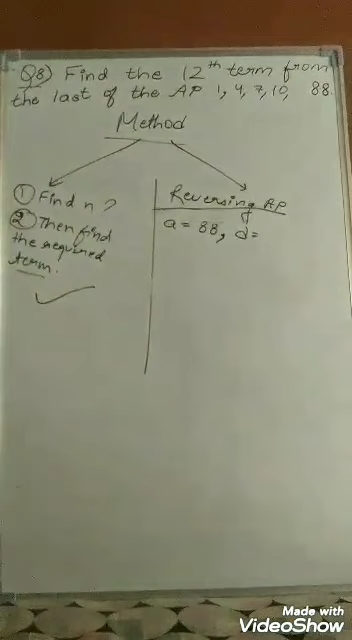 Q8) Find the 12th term from
the last of the AP 1, 4, 7, 10, 88.
Method
① Find n?
② Then find
the required
term.
Reversing AP
a = 88, d =
Made with
VideoShow